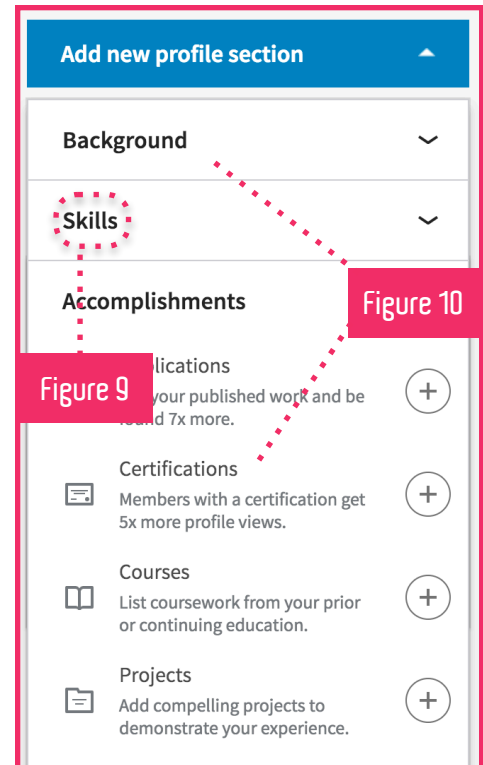 Add new profile section
Background
Skills
Accomplishments
Figure 10
Figure 9
your published work and be
7x more.
Certifications
Members with a certification get
5x more profile views.
Courses
List coursework from your prior
or continuing education.
Projects
Add compelling projects to
demonstrate your experience.